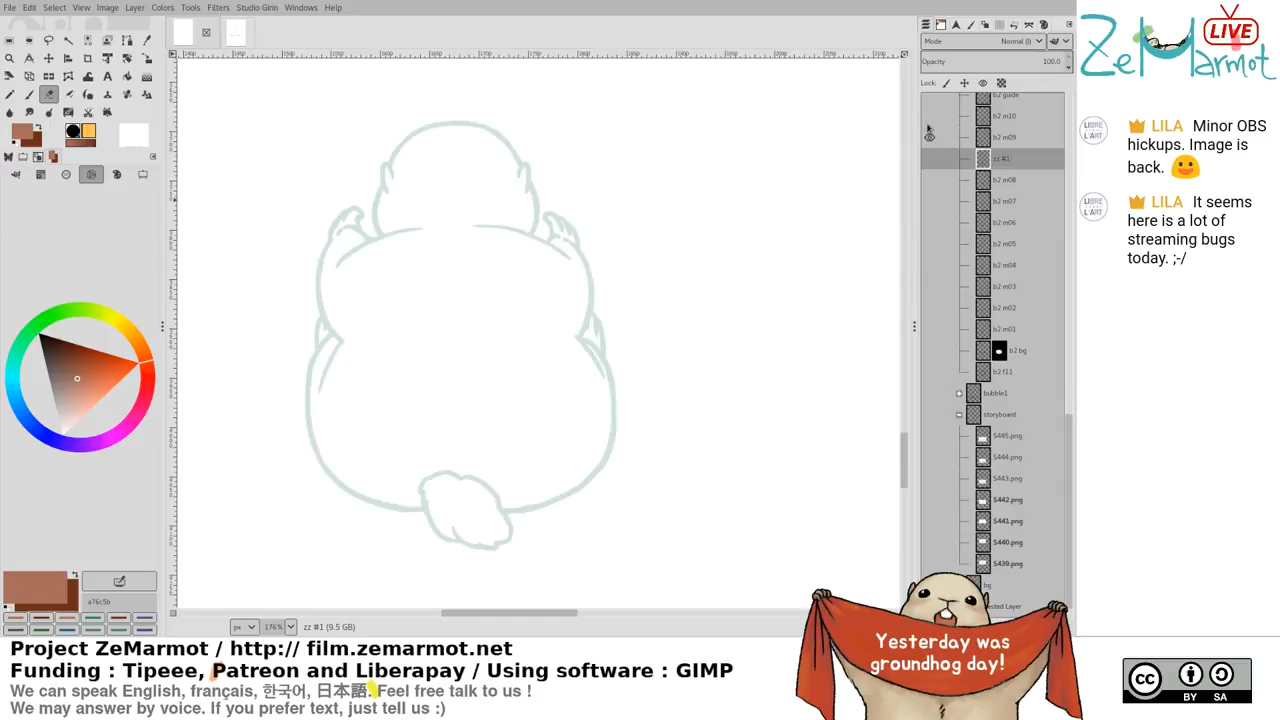 File Edit Select View Image Layer Colors Tools Filters Studio Girin Windows Help
Mode Normal (l)
Opacity 100.0
Lock:
b2 guide
b2 m10
b2 m09
zz #1
b2 m08
b2 m07
b2 m06
b2 m05
b2 m04
b2 m03
b2 m02
b2 m01
b2 bg
b2 f11
bubble1
storyboard
S445.png
S444.png
S443.png
S442.png
S441.png
S440.png
S439.png
bg
a76c5b
px 176% zz #1 (9.5 GB)
ZeMarmot
LIVE
LILA Minor OBS
hickups. Image is
back.
LILA It seems
here is a lot of
streaming bugs
today. ;-/
Yesterday was
groundhog day!
Project ZeMarmot / http:// film.zemarmot.net
Funding : Tipeee, Patreon and Liberapay / Using software : GIMP
We can speak English, français, 한국어, 日本語. Feel free talk to us !
We may answer by voice. If you prefer text, just tell us :)
cc BY SA